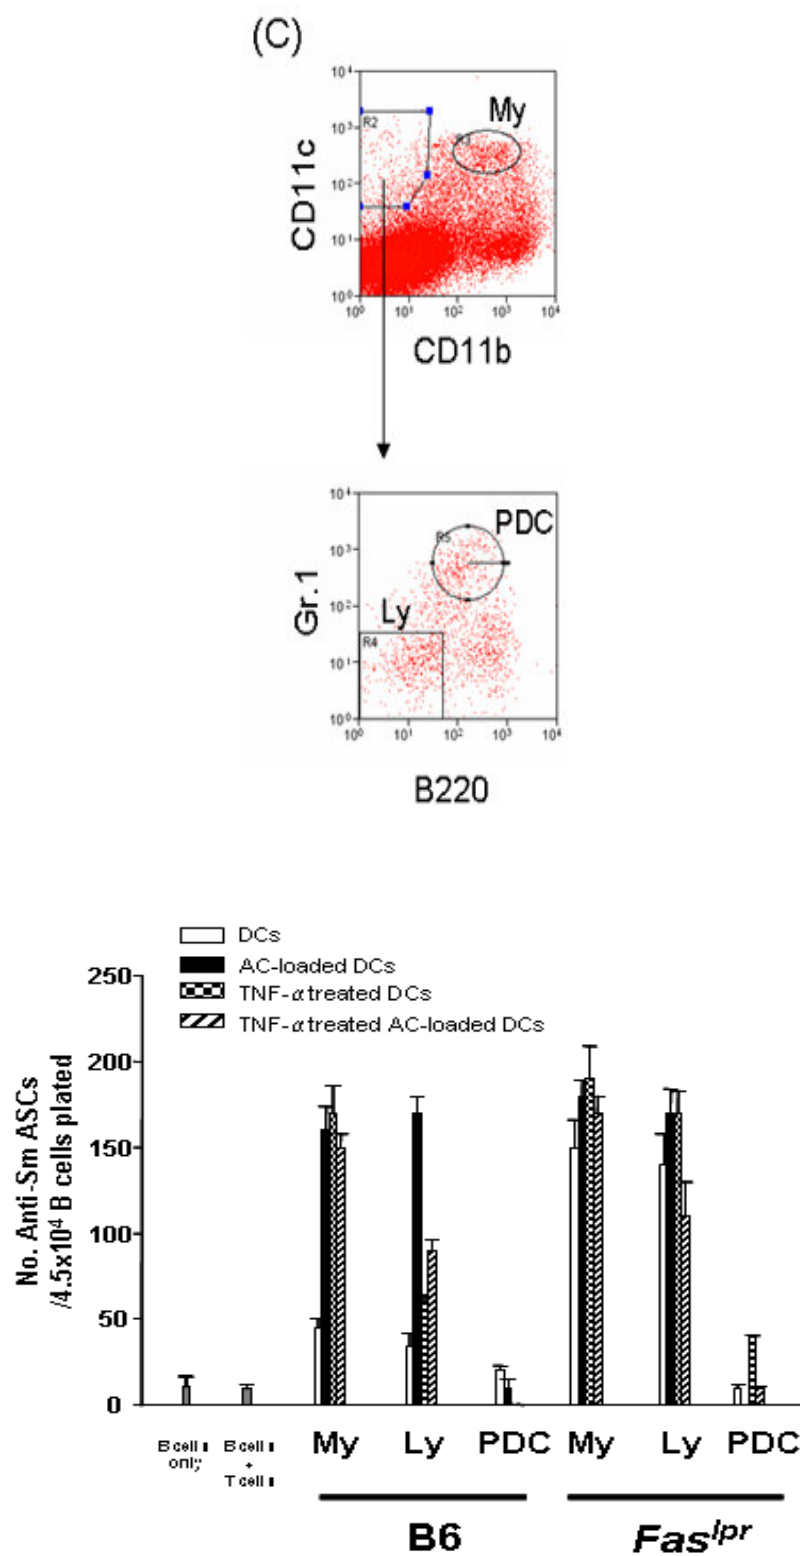 (C)
10⁴
10³
10²
10¹
10⁰
CD11c
R2
My
10⁰ 10¹ 10² 10³ 10⁴
CD11b
10⁴
10³
10²
10¹
10⁰
Gr.1
R5
PDC
Ly
R4
10⁰ 10¹ 10² 10³ 10⁴
B220
DCs
AC-loaded DCs
TNF-α treated DCs
TNF-α treated AC-loaded DCs
No. Anti-Sm ASCs
/4.5x10⁴ B cells plated
250
200
150
100
50
0
B cells only
B cells + T cells
My Ly PDC My Ly PDC
B6 Fas^lpr